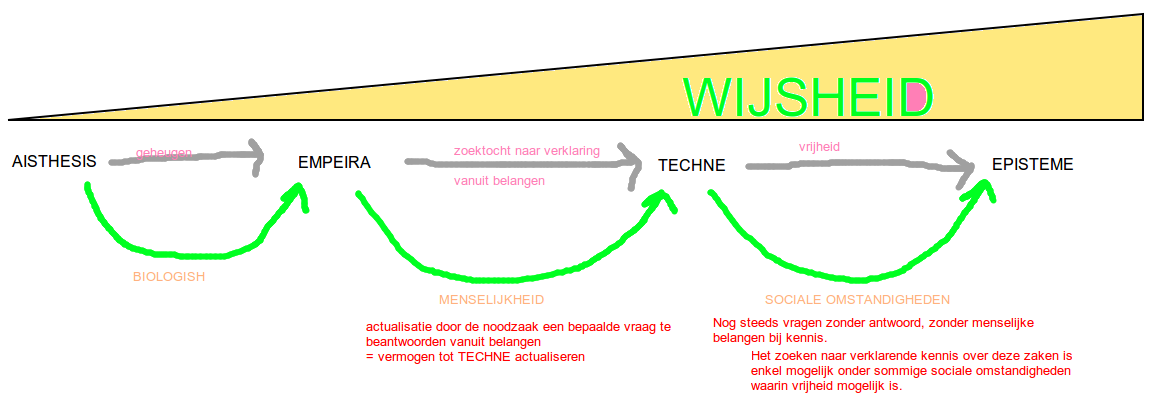 WIJSHEID
AISTHESIS
geheugen
EMPEIRA
zoektocht naar verklaring
vanuit belangen
TECHNE
vrijheid
EPISTEME
BIOLOGISH
MENSELIJKHEID
actualisatie door de noodzaak een bepaalde vraag te
beantwoorden vanuit belangen
= vermogen tot TECHNE actualiseren
SOCIALE OMSTANDIGHEDEN
Nog steeds vragen zonder antwoord, zonder menselijke
belangen bij kennis.
Het zoeken naar verklarende kennis over deze zaken is
enkel mogelijk onder sommige sociale omstandigheden
waarin vrijheid mogelijk is.